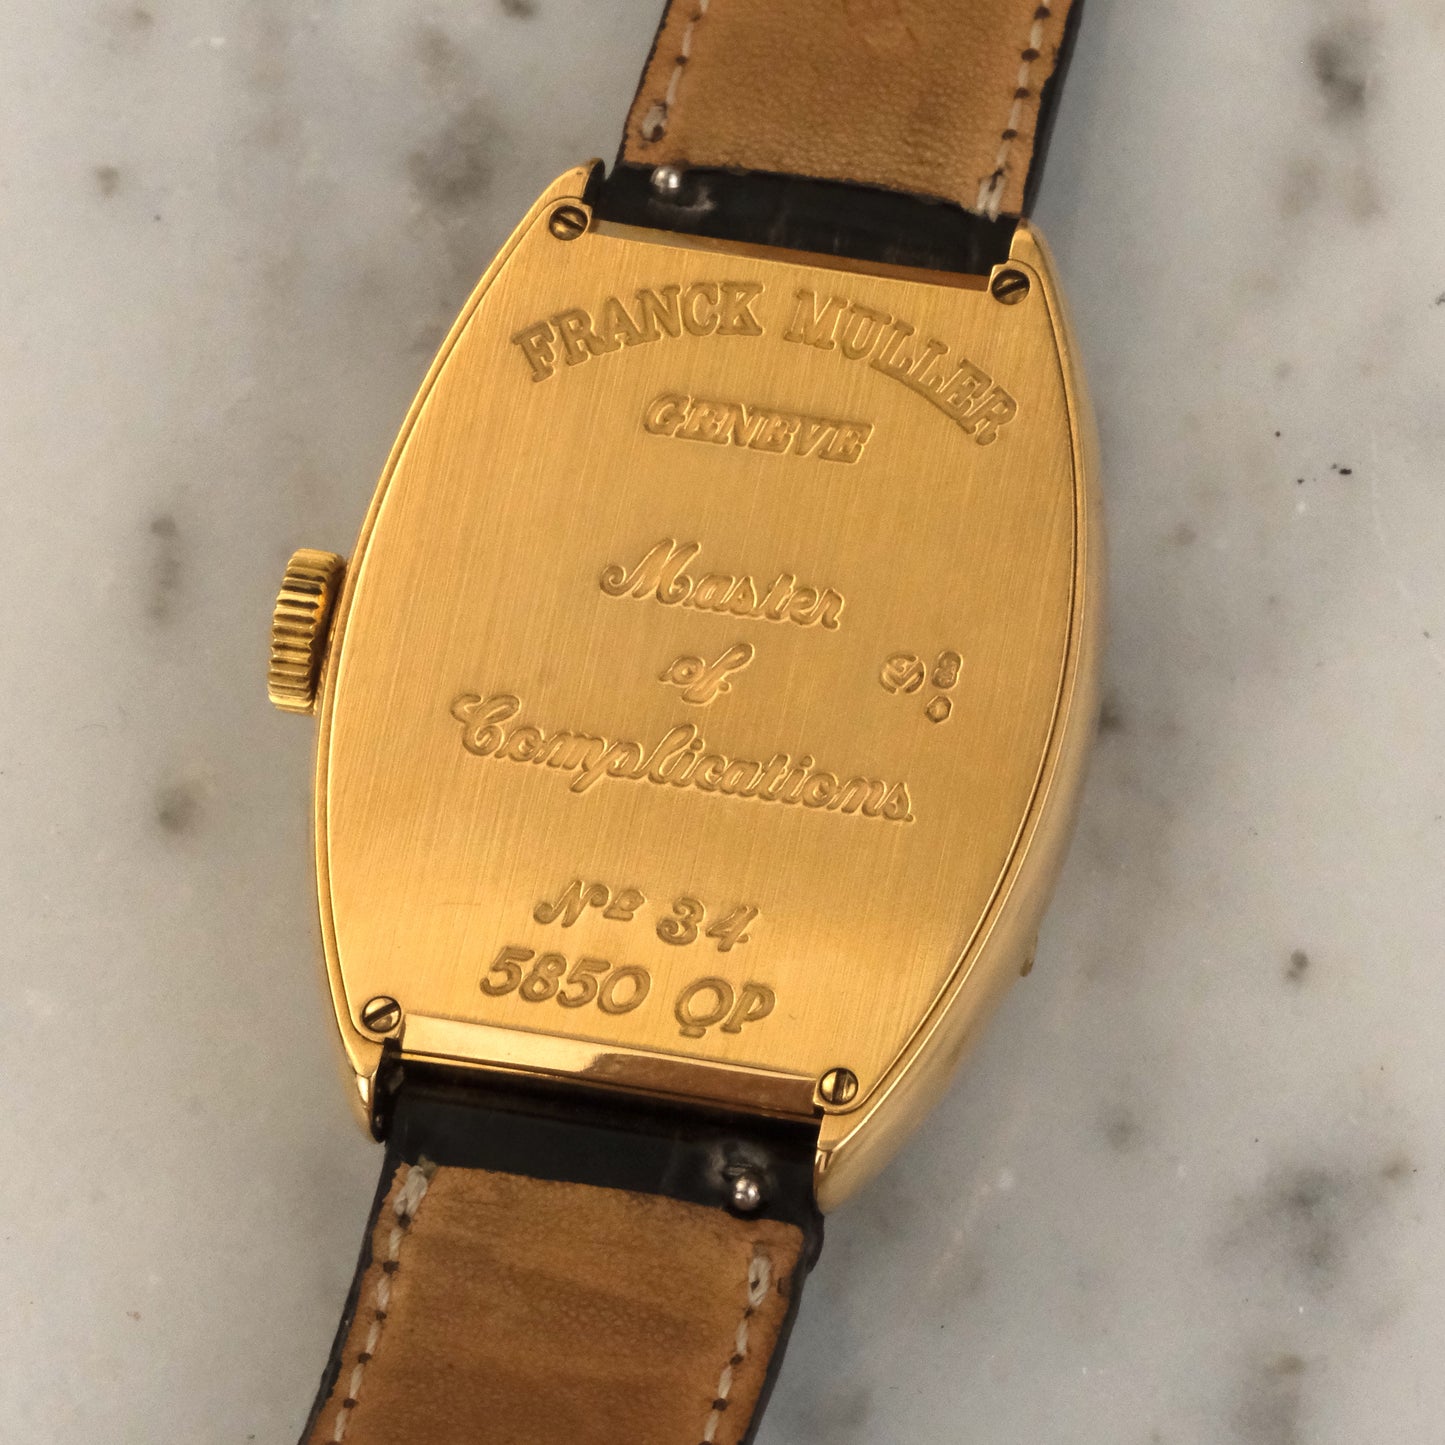 FRANCK MULLER
GENEVE
Master
of
Complications
Nº 34
5850 QP